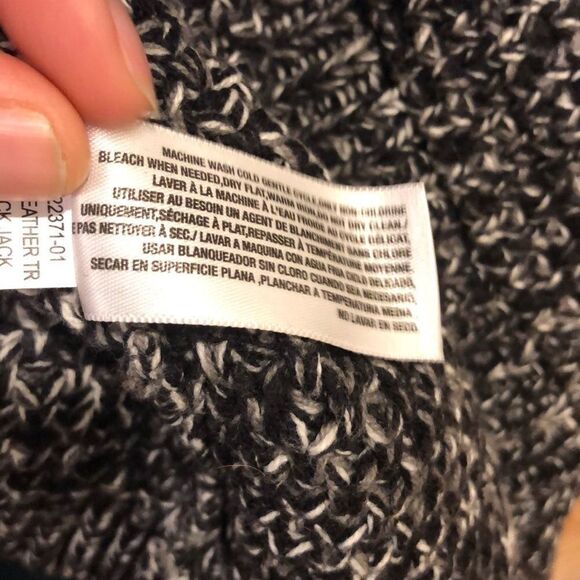 MACHINE WASH COLD GENTLE CYCLE, USE NON CHLORINE
BLEACH WHEN NEEDED,DRY FLAT,WARM IRON,DO NOT DRY CLEAN/
LAVER À LA MACHINE À L'EAU FROIDE AU CYCLE DÉLICAT,
UTILISER AU BESOIN UN AGENT DE BLANCHIMENT SANS CHLORE
UNIQUEMENT,SÉCHAGE À PLAT,REPASSER À TEMPÉRATURE MOYENNE.
PAS NETTOYER À SEC./ LAVAR A MAQUINA CON AGUA FRIA CICLO DELICADO,
USAR BLANQUEADOR SIN CLORO CUANDO SEA NECESARIO,
SECAR EN SUPERFICIE PLANA ,PLANCHAR A TEMPERATURA MEDIA,
NO LAVAR EN SECO.
22371-01
EATHER TR
CK JACK